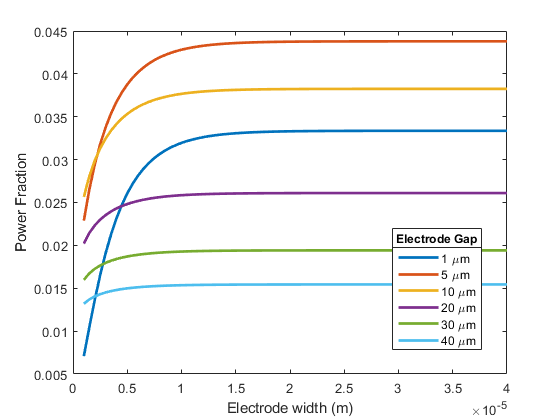 0.045
0.04
0.035
0.03
0.025
0.02
0.015
0.01
0.005
Power Fraction
Electrode Gap
1 μm
5 μm
10 μm
20 μm
30 μm
40 μm
0 0.5 1 1.5 2 2.5 3 3.5 4
Electrode width (m)
×10⁻⁵